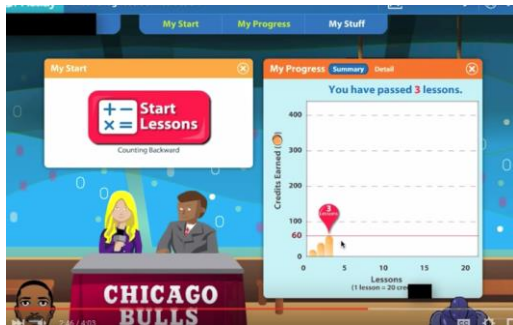 My Start
My Progress
My Stuff
My Start
Start
Lessons
Counting Backward
My Progress
Summary
Detail
You have passed 3 lessons.
Credits Earned
400
300
200
100
60
0
3
Lessons
0
5
10
15
20
Lessons
(1 lesson = 20
CHICAGO
BULLS
2:46 / 4:03